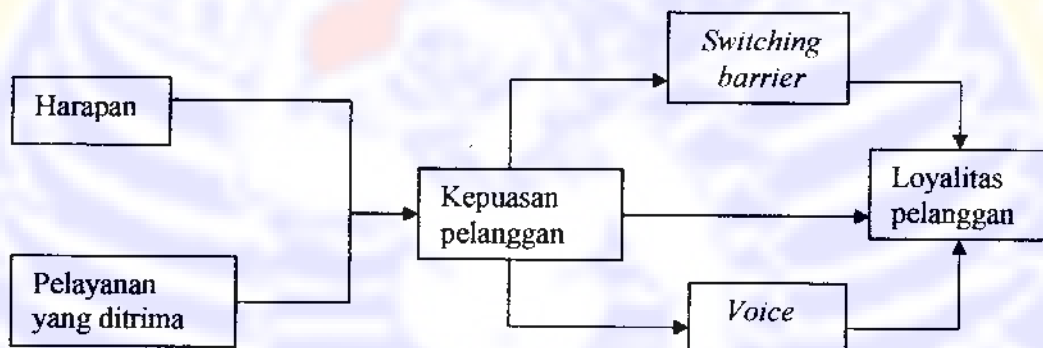 Harapan
Pelayanan
yang ditrima
Kepuasan
pelanggan
Switching
barrier
Voice
Loyalitas
pelanggan